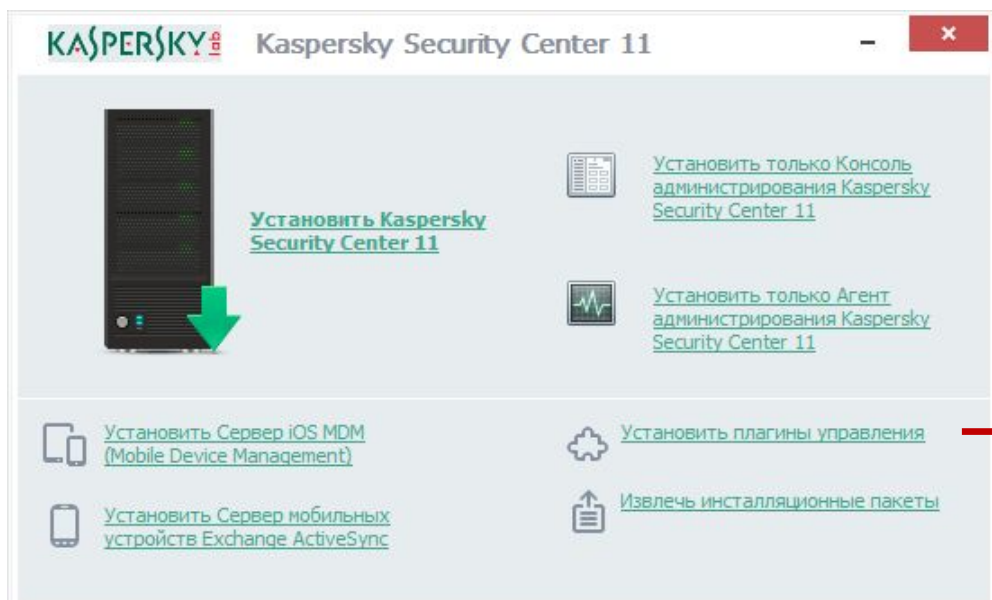 KASPERSKY lab
Kaspersky Security Center 11
Установить Kaspersky
Security Center 11
Установить только Консоль
администрирования Kaspersky
Security Center 11
Установить только Агент
администрирования Kaspersky
Security Center 11
Установить Сервер iOS MDM
(Mobile Device Management)
Установить Сервер мобильных
устройств Exchange ActiveSync
Установить плагины управления
Извлечь инсталляционные пакеты